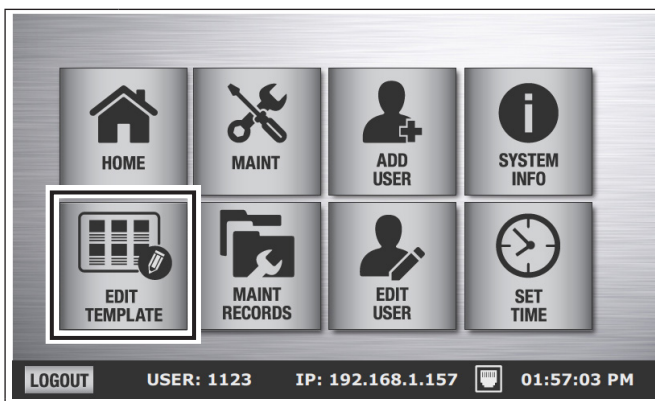 HOME
MAINT
ADD
USER
SYSTEM
INFO
EDIT
TEMPLATE
MAINT
RECORDS
EDIT
USER
SET
TIME
LOGOUT USER: 1123 IP: 192.168.1.157 01:57:03 PM